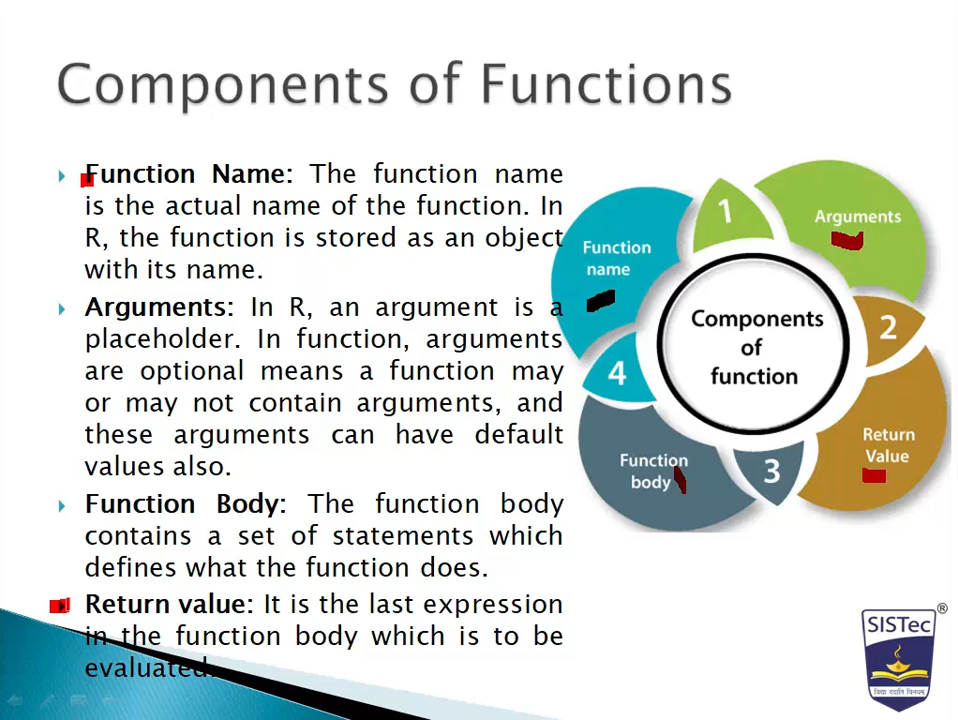 Components of Functions
Function Name: The function name
is the actual name of the function. In
R, the function is stored as an object
with its name.
Arguments: In R, an argument is a
placeholder. In function, arguments
are optional means a function may
or may not contain arguments, and
these arguments can have default
values also.
Function Body: The function body
contains a set of statements which
defines what the function does.
Return value: It is the last expression
in the function body which is to be
evaluated.
1
Arguments
2
Return
Value
3
Function
body
4
Function
name
Components
of
function
SISTec
®
विद्या ददाति विनयम्